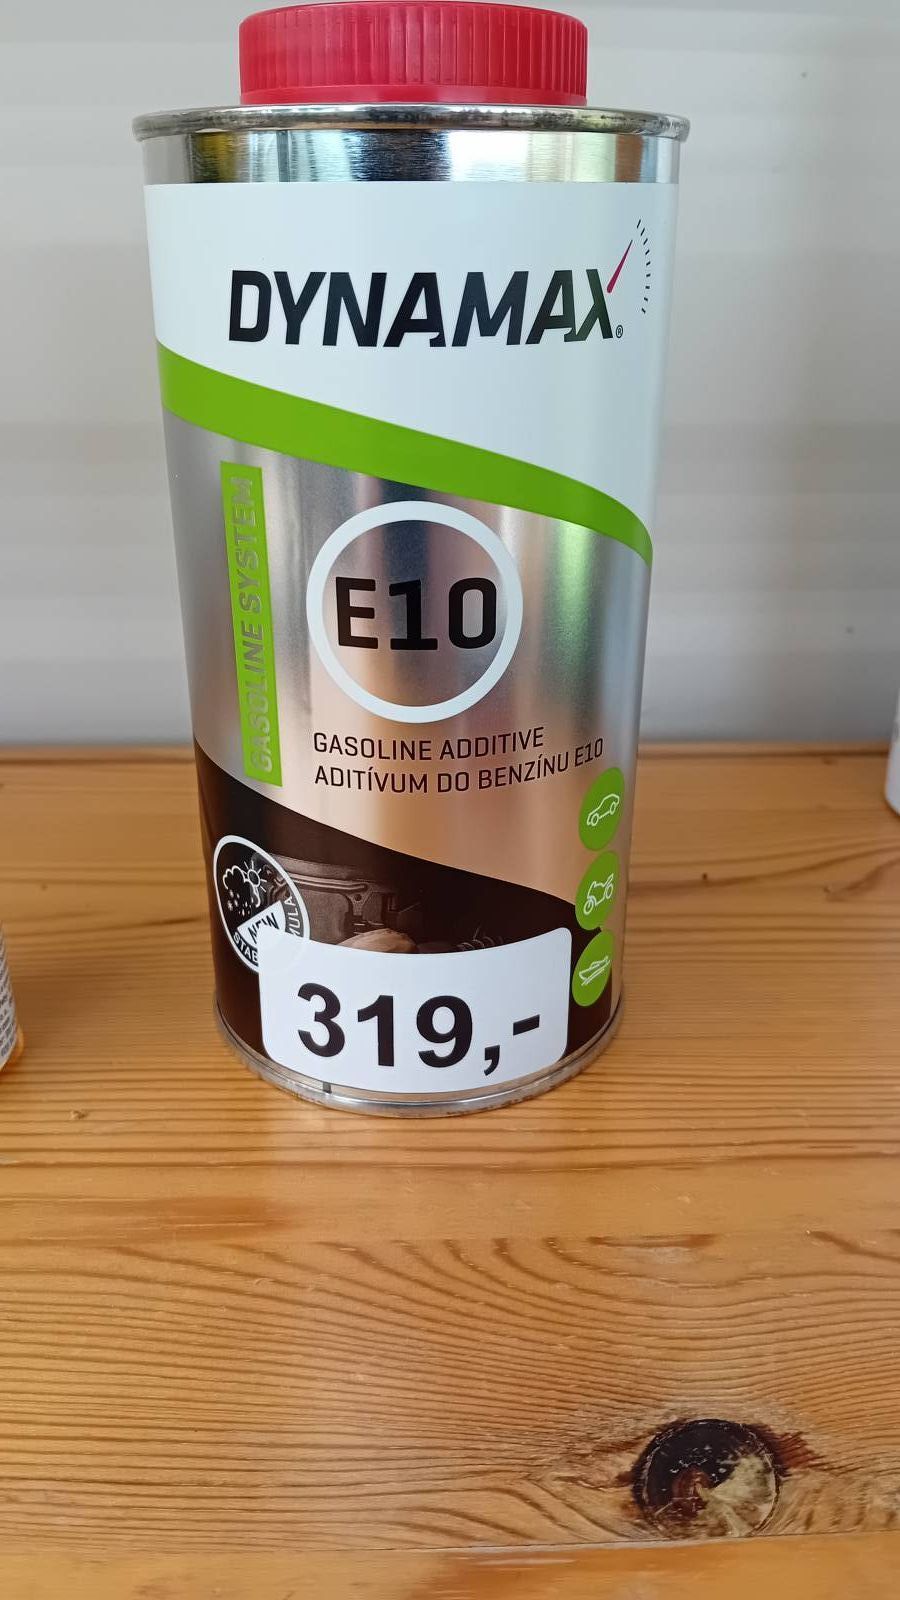 DYNAMAX®
GASOLINE SYSTEM
E10
GASOLINE ADDITIVE
ADITÍVUM DO BENZÍNU E10
NEW
319,-